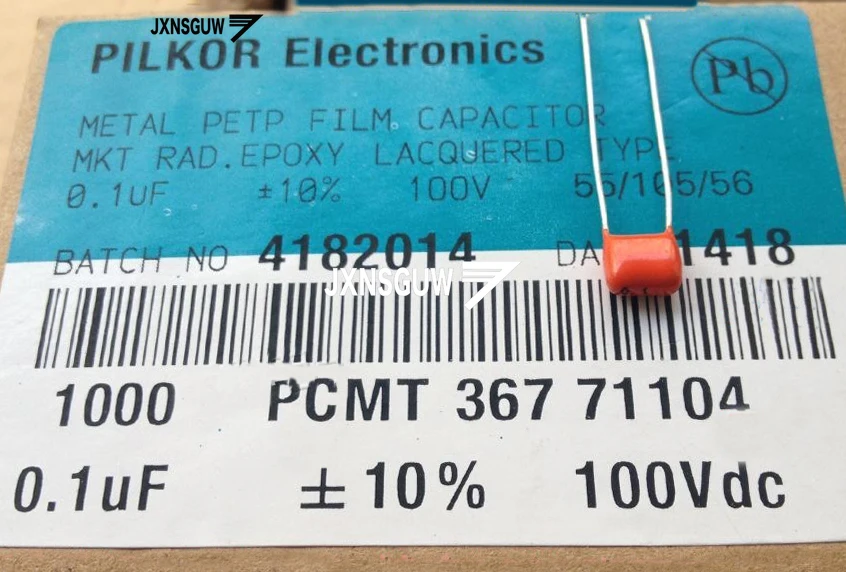 JXNSGUW
PILKOR Electronics
Pb
METAL PETP FILM CAPACITOR
MKT RAD.EPOXY LACQUERED TYPE
0.1UF ±10% 100V 55/105/56
BATCH NO 4182014 DA 1418
JXNSGUW
1000 PCMT 367 71104
0.1uF ±10% 100Vdc